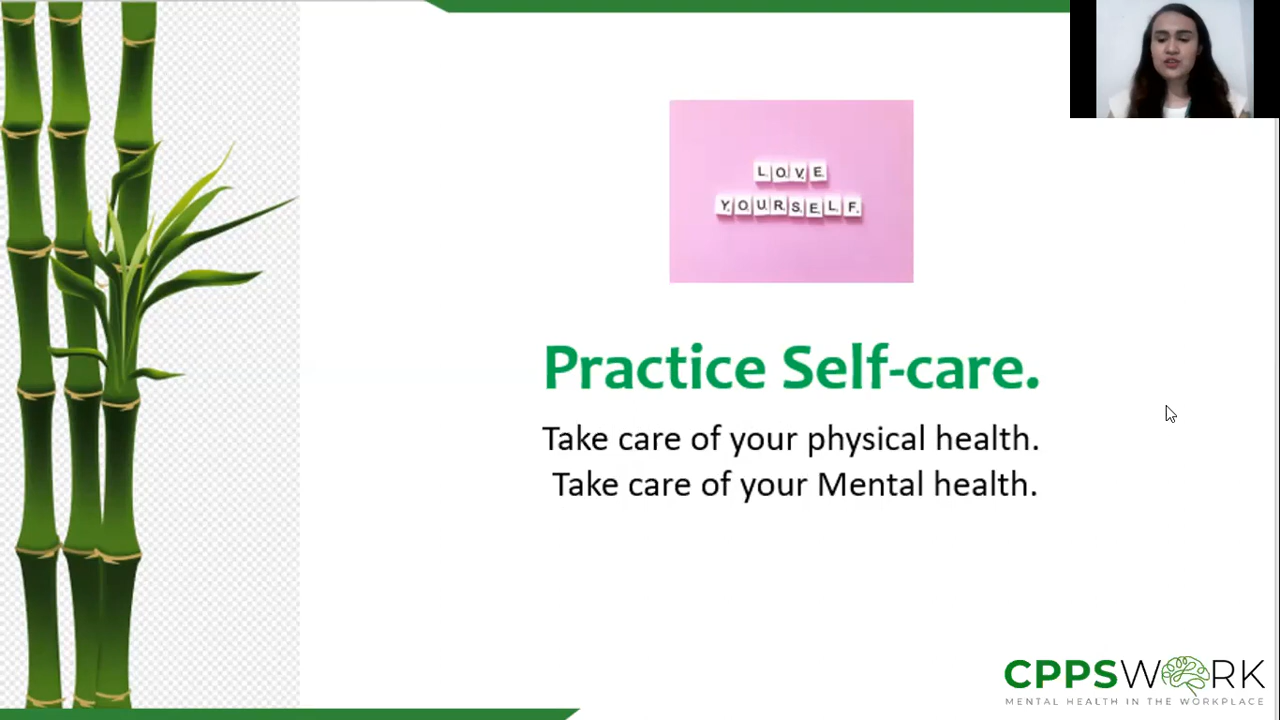 LOVE
YOURSELF
Practice Self-care.
Take care of your physical health.
Take care of your Mental health.
CPPSWORK
MENTAL HEALTH IN THE WORKPLACE